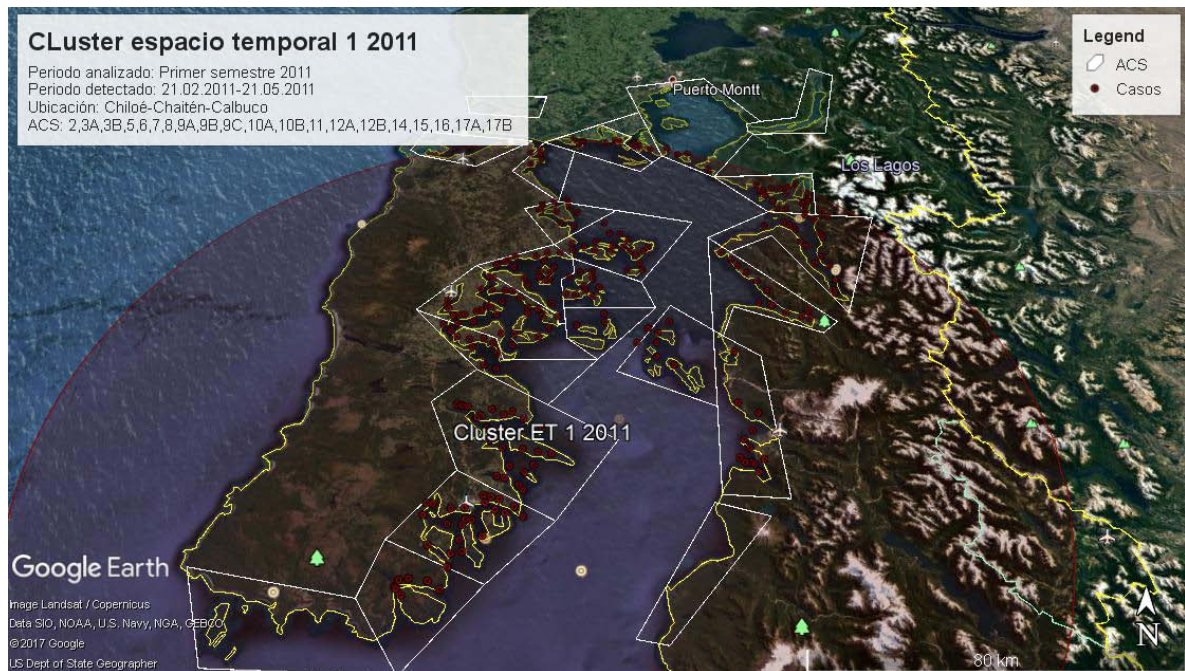 CLuster espacio temporal 1 2011
Periodo analizado: Primer semestre 2011
Periodo detectado: 21.02.2011-21.05.2011
Ubicación: Chiloé-Chaitén-Calbuco
ACS: 2,3A,3B,5,6,7,8,9A,9B,9C,10A,10B,11,12A,12B,14,15,16,17A,17B
Legend
ACS
Casos
Puerto Montt
Los Lagos
Cluster ET 1 2011
Google Earth
Image Landsat / Copernicus
Data SIO, NOAA, U.S. Navy, NGA, GEBCO
©2017 Google
US Dept of State Geographer
N
80 km